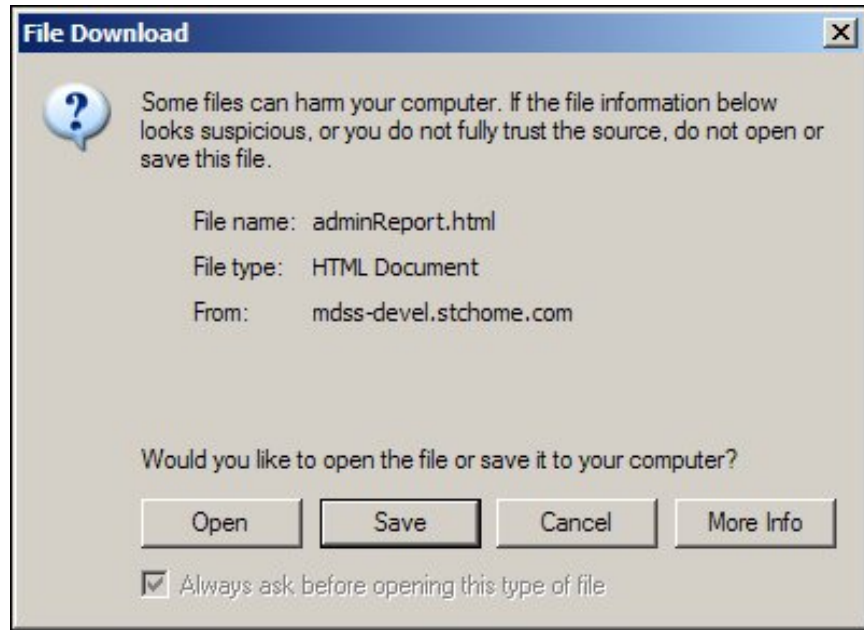 File Download
Some files can harm your computer. If the file information below
looks suspicious, or you do not fully trust the source, do not open or
save this file.
File name: adminReport.html
File type: HTML Document
From: mdss-devel.stchome.com
Would you like to open the file or save it to your computer?
Open Save Cancel More Info
Always ask before opening this type of file